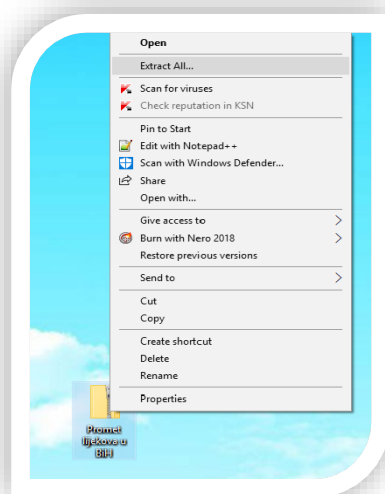 Open
Extract All...
Scan for viruses
Check reputation in KSN
Pin to Start
Edit with Notepad++
Scan with Windows Defender...
Share
Open with...
Give access to
Burn with Nero 2018
Restore previous versions
Send to
Cut
Copy
Create shortcut
Delete
Rename
Properties
Promet
lijekova u
BiH